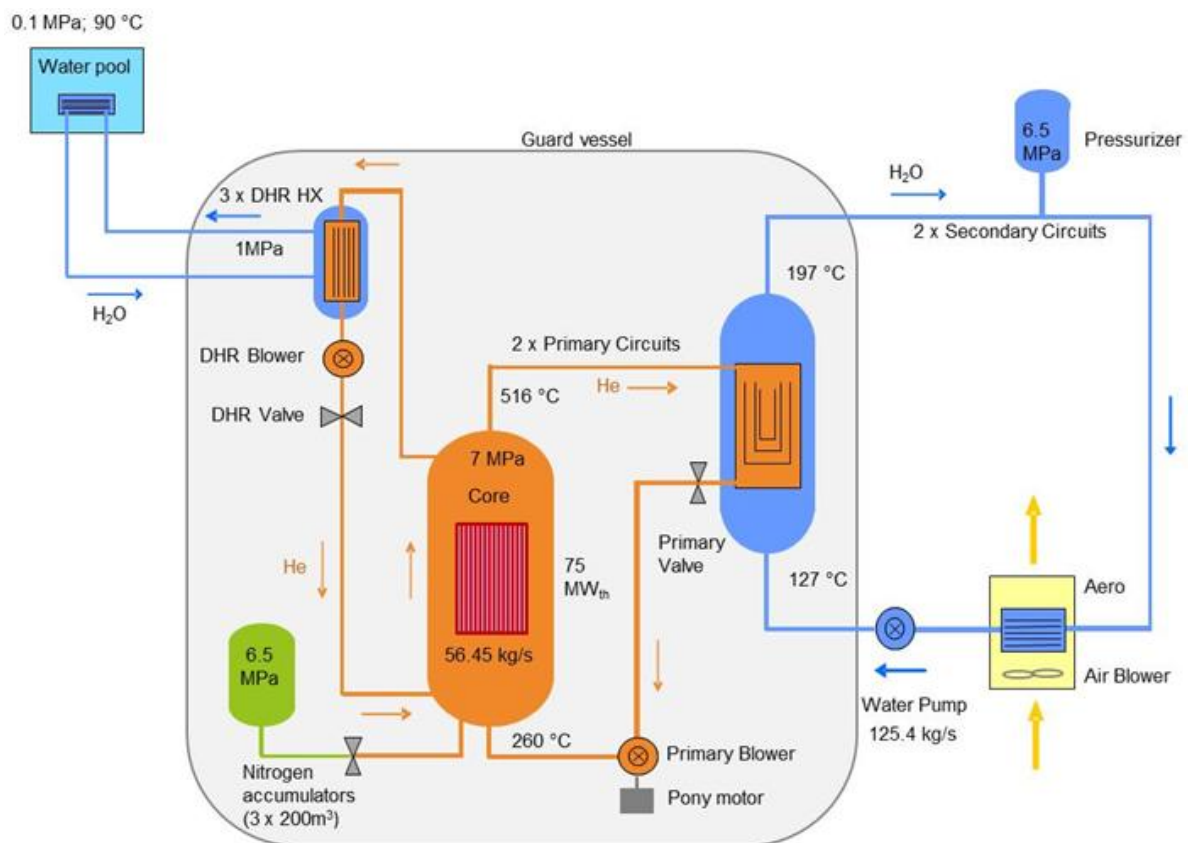 0.1 MPa; 90 °C
Water pool
Guard vessel
6.5
MPa
Pressurizer
H₂O
3 x DHR HX
2 x Secondary Circuits
1MPa
197 °C
H₂O
DHR Blower
2 x Primary Circuits
He
516 °C
DHR Valve
7 MPa
Core
Primary
Valve
He
75
MWₜₕ
127 °C
Aero
6.5
MPa
56.45 kg/s
Air Blower
Water Pump
125.4 kg/s
260 °C
Primary Blower
Nitrogen
accumulators
(3 x 200m³)
Pony motor